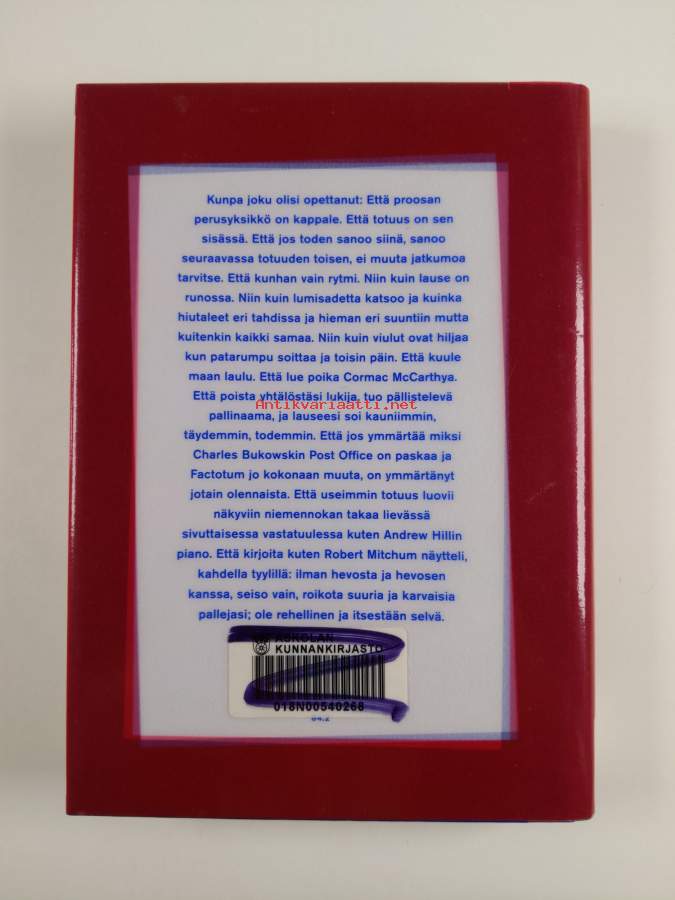 Kunpa joku olisi opettanut: Että proosan
perusyksikkö on kappale. Että totuus on sen
sisässä. Että jos toden sanoo siinä, sanoo
seuraavassa totuuden toisen, ei muuta jatkumoa
tarvitse. Että kunhan vain rytmi. Niin kuin lause on
runossa. Niin kuin lumisadetta katsoo ja kuinka
hiutaleet eri tahdissa ja hieman eri suuntiin mutta
kuitenkin kaikki samaa. Niin kuin viulut ovat hiljaa
kun patarumpu soittaa ja toisin päin. Että kuule
maan laulu. Että lue poika Cormac McCarthya.
Että poista yhtälöstäsi lukija, tuo pällistelevä
Antikvariaatti.net
pallinaama, ja lauseesi soi kauniimmin,
täydemmin, todemmin. Että jos ymmärtää miksi
Charles Bukowskin Post Office on paskaa ja
Factotum jo kokonaan muuta, on ymmärtänyt
jotain olennaista. Että useimmin totuus luovii
näkyviin niemennokan takaa lievässä
sivuttaisessa vastatuulessa kuten Andrew Hillin
piano. Että kirjoita kuten Robert Mitchum näytteli,
kahdella tyylillä: ilman hevosta ja hevosen
kanssa, seiso vain, roikota suuria ja karvaisia
pallejasi; ole rehellinen ja itsestään selvä.
ASKOLAN
KUNNANKIRJASTO
018N00540268
84.2